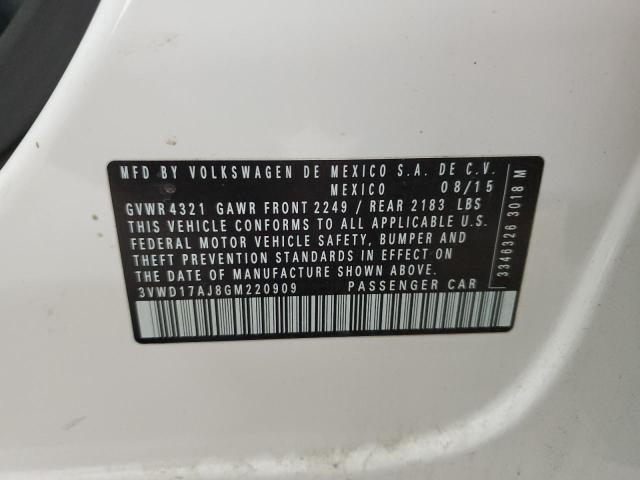 MFD BY VOLKSWAGEN DE MEXICO S.A. DE C.V.
MEXICO 08/15
GVWR 4321 GAWR FRONT 2249 / REAR 2183 LBS
THIS VEHICLE CONFORMS TO ALL APPLICABLE U.S.
FEDERAL MOTOR VEHICLE SAFETY, BUMPER AND
THEFT PREVENTION STANDARDS IN EFFECT ON
THE DATE OF MANUFACTURE SHOWN ABOVE.
3VWD17AJ8GM220909 PASSENGER CAR
3346326 3018 M